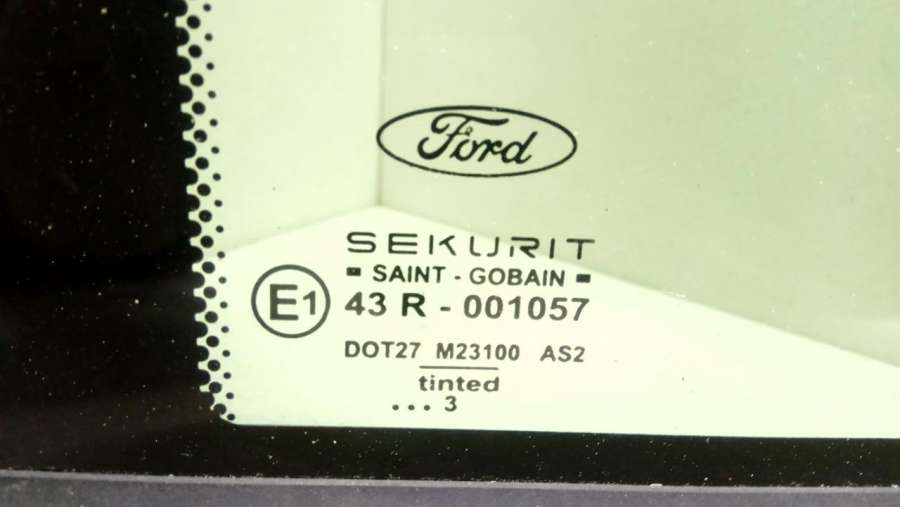 Ford
SEKURIT
SAINT - GOBAIN
E1 43 R - 001057
DOT27 M23100 AS2
tinted
... 3